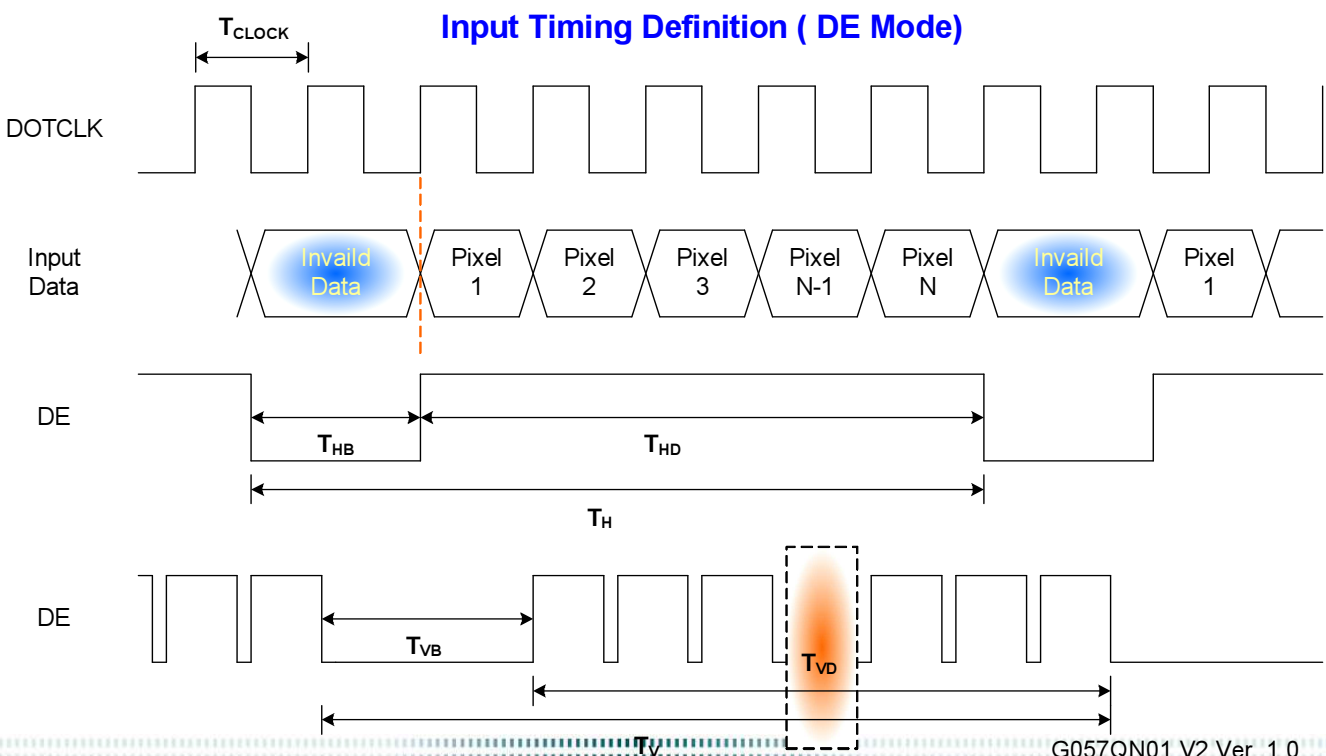 Input Timing Definition ( DE Mode)
TCLOCK
DOTCLK
Input
Data
Invaild
Data
Pixel
1
Pixel
2
Pixel
3
Pixel
N-1
Pixel
N
Invaild
Data
Pixel
1
DE
THB
THD
TH
DE
TVB
TVD
TV
G057QN01 V2 Ver. 1.0